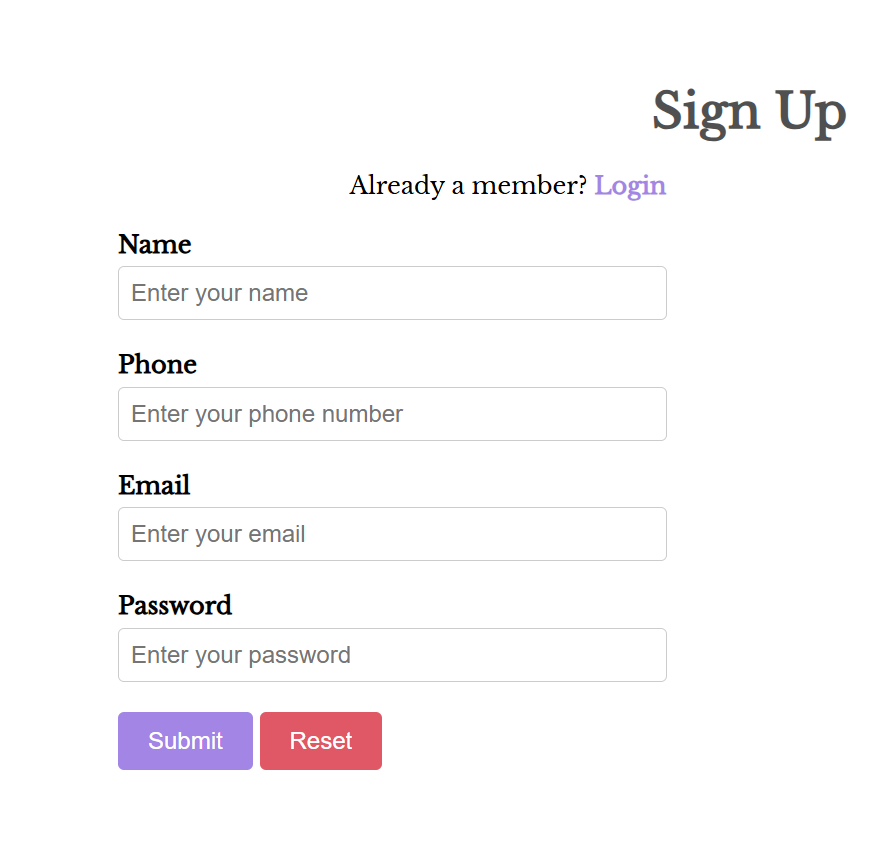 Sign Up
Already a member? Login
Name
Enter your name
Phone
Enter your phone number
Email
Enter your email
Password
Enter your password
Submit Reset